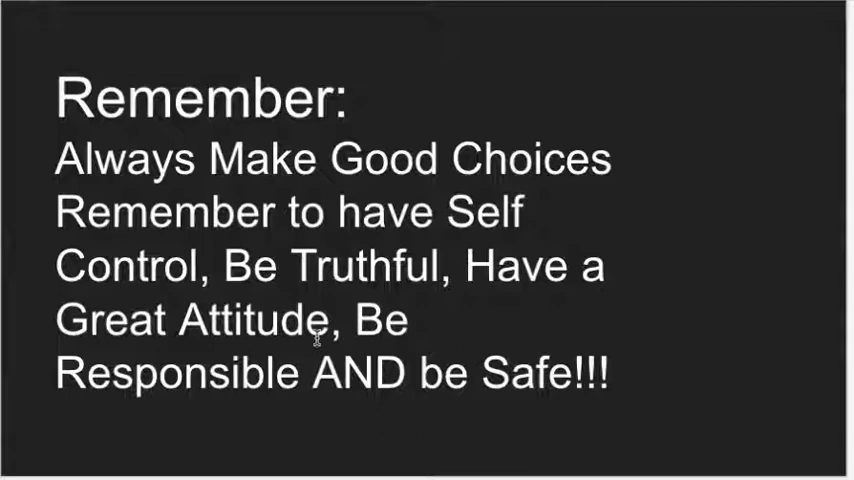 Remember:
Always Make Good Choices
Remember to have Self
Control, Be Truthful, Have a
Great Attitude, Be
Responsible AND be Safe!!!